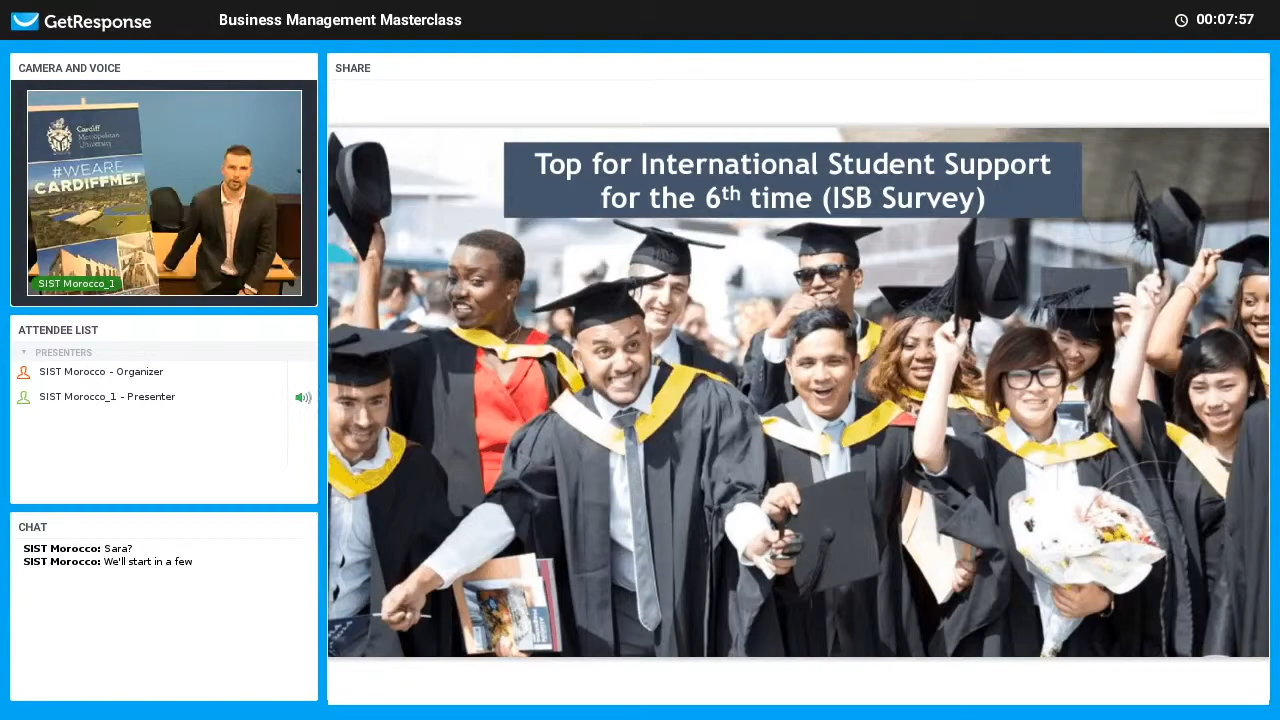 GetResponse
Business Management Masterclass
00:07:57
CAMERA AND VOICE
Cardiff
Metropolitan
University
#WEARE
CARDIFFMET
SIST Morocco_1
ATTENDEE LIST
PRESENTERS
SIST Morocco - Organizer
SIST Morocco_1 - Presenter
CHAT
SIST Morocco: Sara?
SIST Morocco: We'll start in a few
SHARE
Top for International Student Support
for the 6th time (ISB Survey)